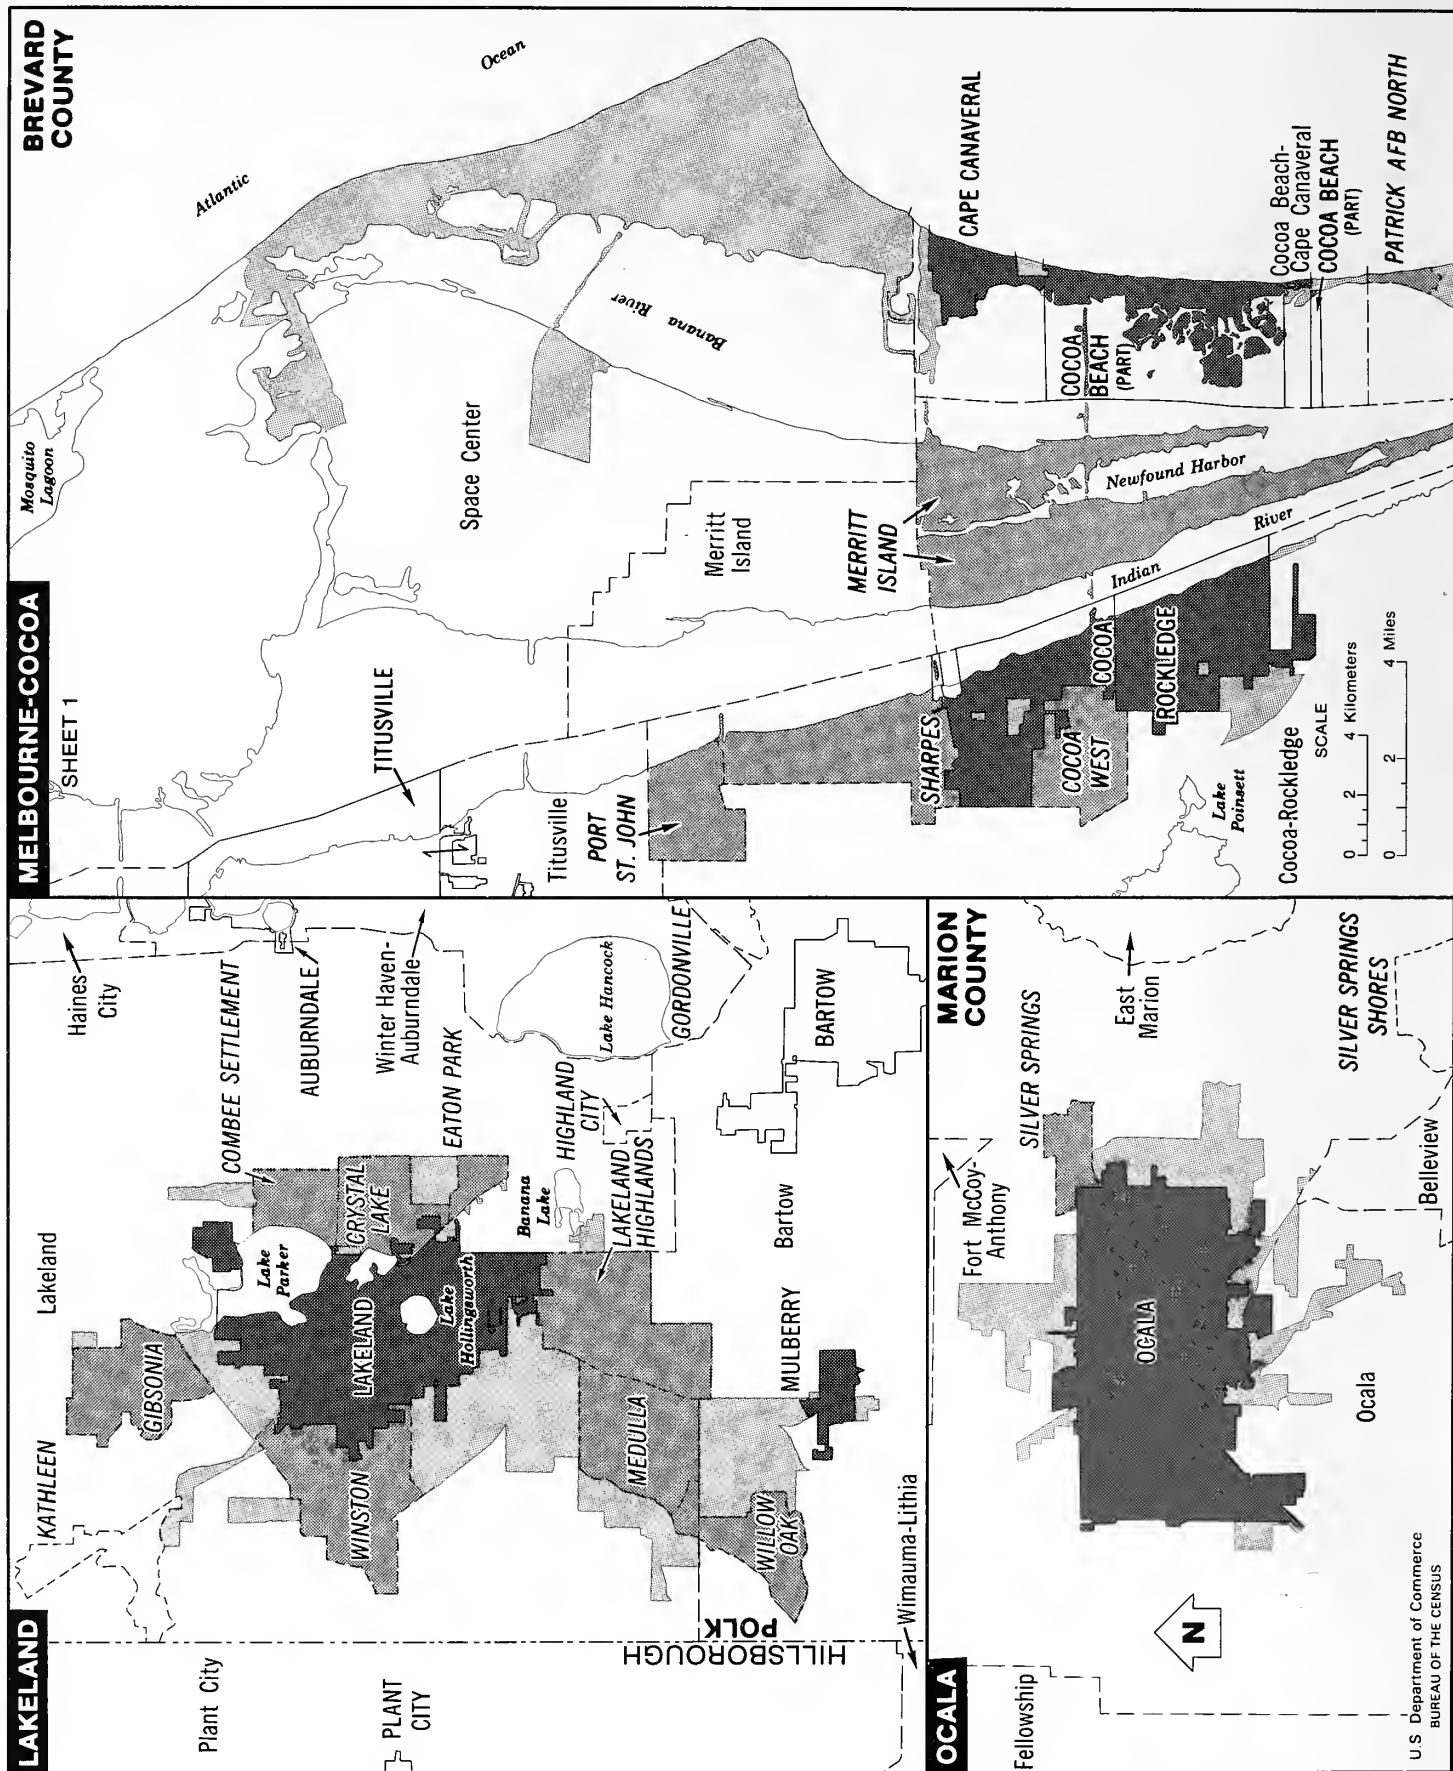 LAKELAND
Plant City
PLANT
CITY
HILLSBOROUGH
POLK
Wimauma-Lithia
KATHLEEN
GIBSONIA
Lakeland
WINSTON
LAKELAND
Lake
Parker
COMBEE SETTLEMENT
CRYSTAL
LAKE
Lake
Hollingsworth
EATON PARK
Haines
City
AUBURNDALE
Winter Haven-
Auburndale
Banana
Lake
HIGHLAND
CITY
LAKELAND
HIGHLANDS
Lake Hancock
GORDONVILLE
MEDULLA
WILLOW
OAK
MULBERRY
Bartow
BARTOW
OCALA
MARION
COUNTY
Fellowship
N
Fort McCoy-
Anthony
SILVER SPRINGS
East
Marion
OCALA
Ocala
Belleview
SILVER SPRINGS
SHORES
U.S Department of Commerce
BUREAU OF THE CENSUS
MELBOURNE-COCOA
SHEET 1
BREVARD
COUNTY
Mosquito
Lagoon
Atlantic
Ocean
TITUSVILLE
Titusville
Space Center
Banana River
Merritt
Island
PORT
ST. JOHN
MERRITT
ISLAND
CAPE CANAVERAL
SHARPES
COCOA
COCOA
WEST
ROCKLEDGE
Indian
River
Newfound Harbor
COCOA
BEACH
(PART)
Cocoa Beach-
Cape Canaveral
COCOA BEACH
(PART)
PATRICK AFB NORTH
Lake
Poinsett
Cocoa-Rockledge
SCALE
0 2 4 Kilometers
0 2 4 Miles